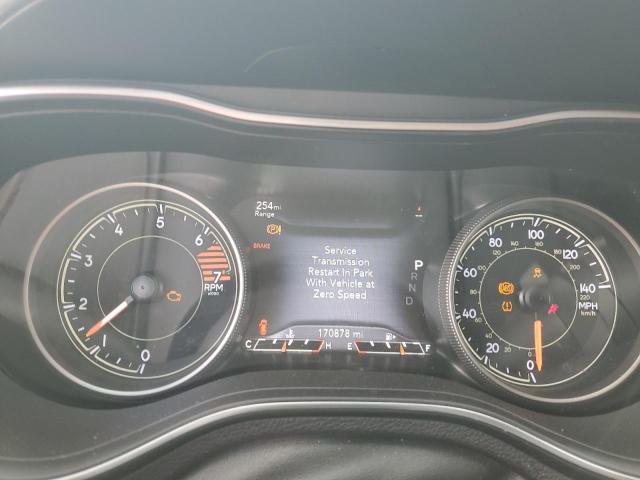 254mi
Range
BRAKE
Service
Transmission
Restart In Park
With Vehicle at
Zero Speed
P
R
N
D
170878 mi
C H E F
0
1
2
3
4
5
6
7
RPM
x1000
0
20
40
60
80
100
120
140
220
MPH
km/h